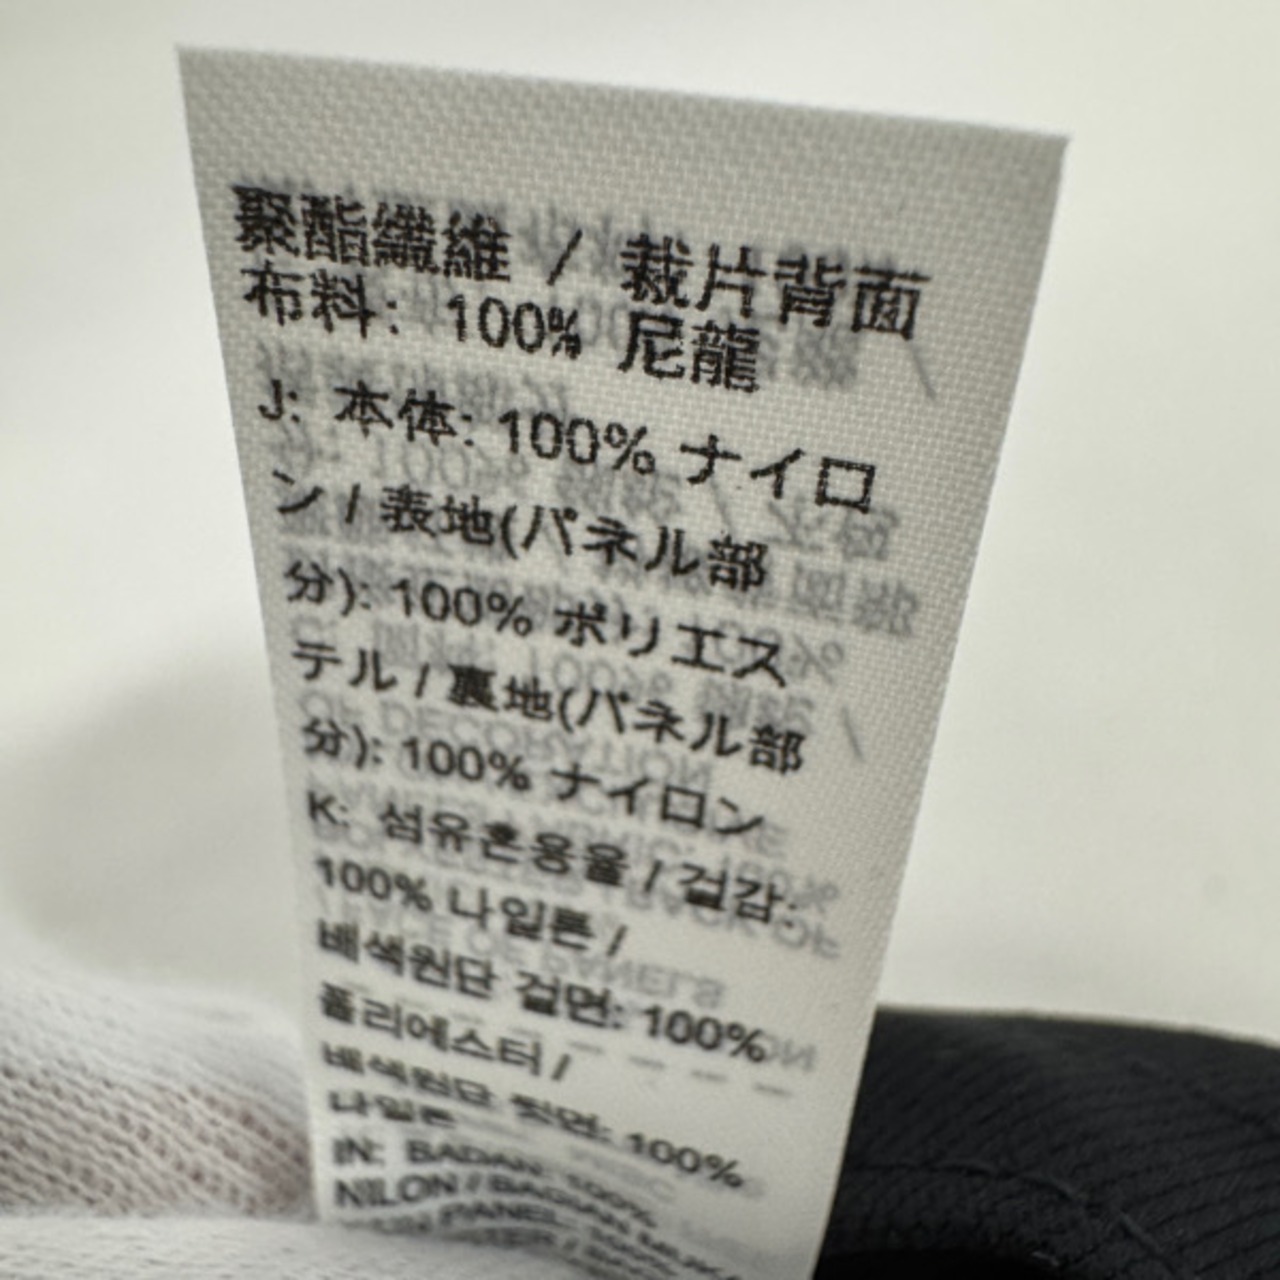 聚酯纖維 / 裁片背面
布料: 100% 尼龍
J: 本体: 100% ナイロ
ン / 表地(パネル部
分): 100% ポリエス
テル / 裏地(パネル部
分): 100% ナイロン
K: 섬유혼용율 / 겉감:
100% 나일론 /
배색원단 겉면: 100%
폴리에스터 /
배색원단 뒷면: 100%
나일론
IN: BADAN: 100%
NILON / BAGIAN MUKA
PANEL: